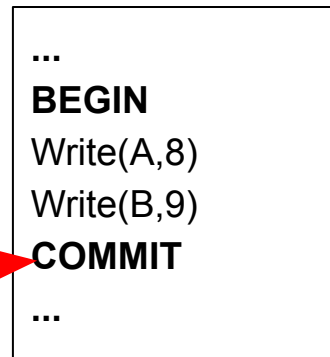 ...
BEGIN
Write(A,8)
Write(B,9)
COMMIT
...